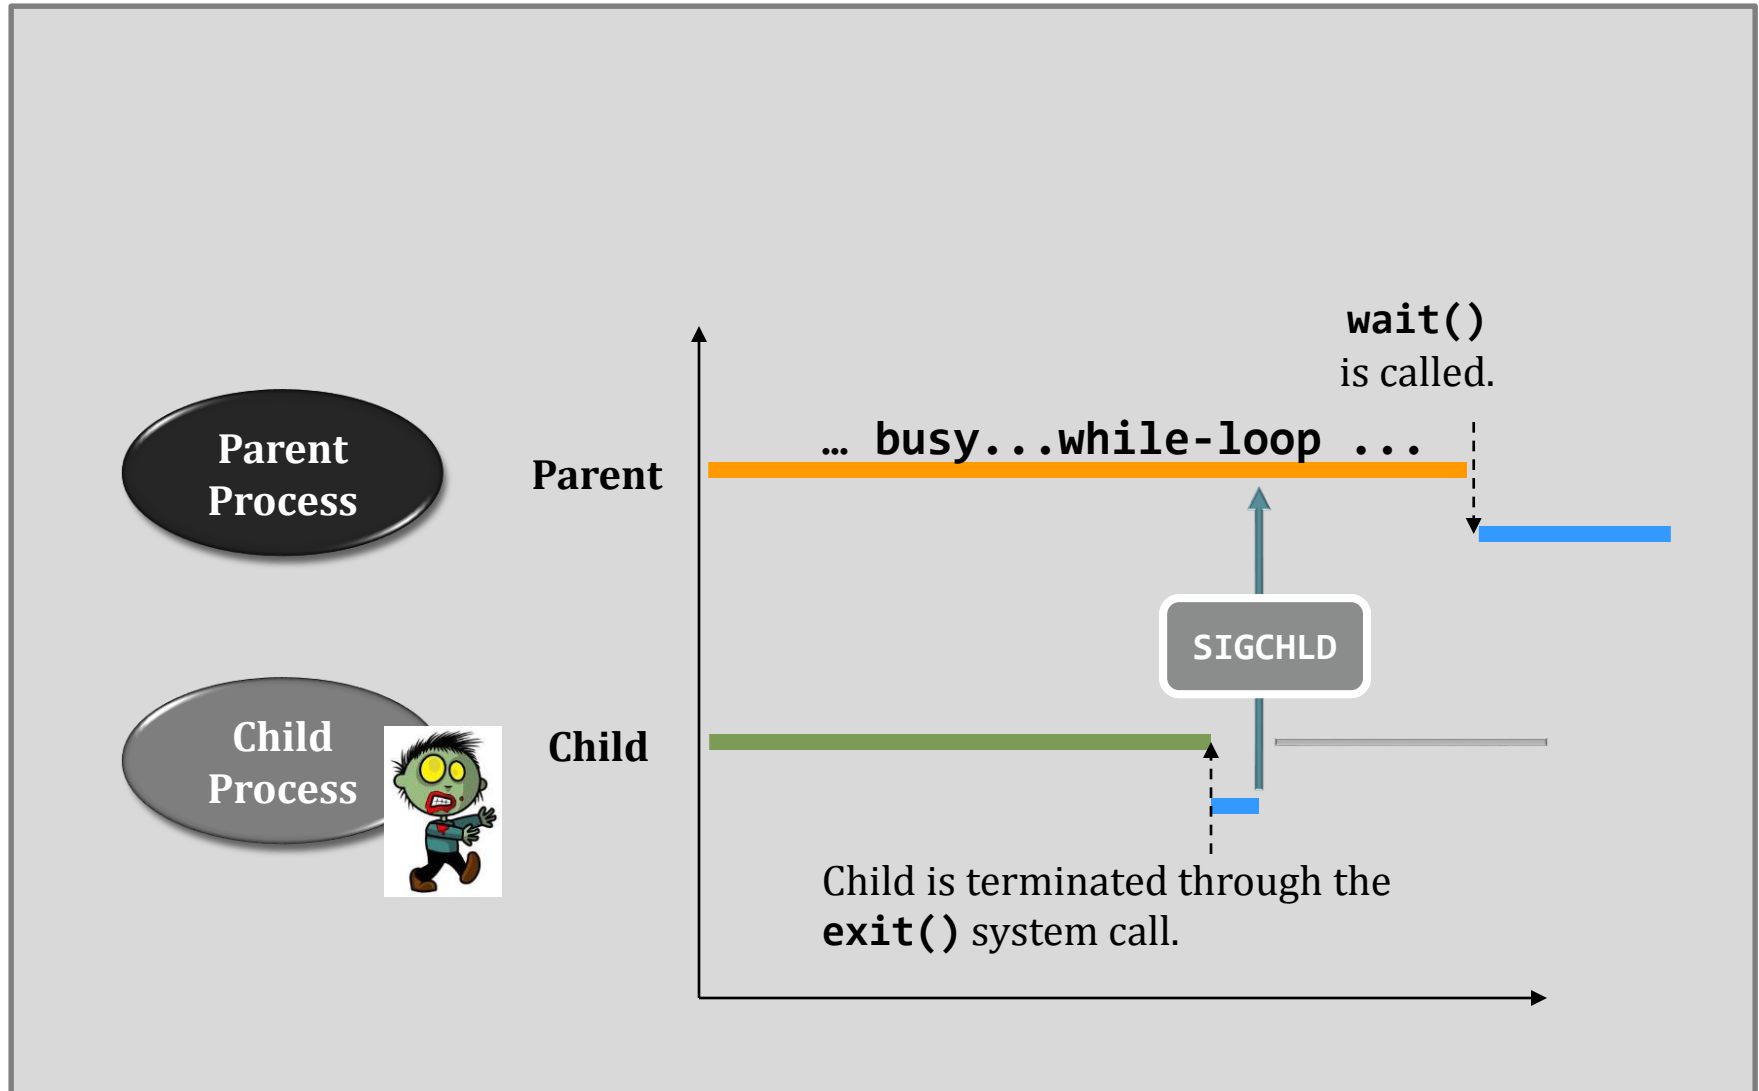 wait()
is called.
… busy...while-loop ...
Parent
Process
Parent
SIGCHLD
Child
Process
Child
Child is terminated through the
exit() system call.